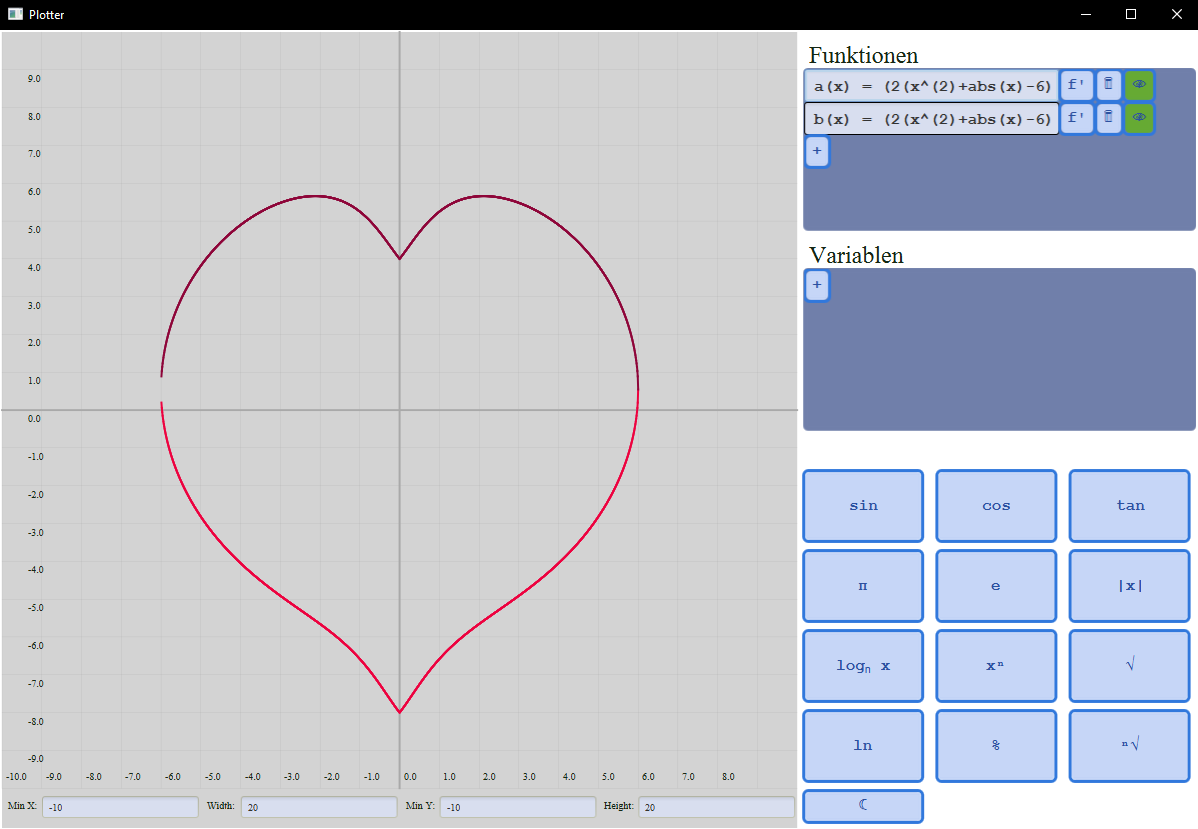 Plotter
Funktionen
a(x) = (2(x^(2)+abs(x)-6) f'
b(x) = (2(x^(2)+abs(x)-6) f'
+
Variablen
+
9.0
8.0
7.0
6.0
5.0
4.0
3.0
2.0
1.0
0.0
-1.0
-2.0
-3.0
-4.0
-5.0
-6.0
-7.0
-8.0
-9.0
-10.0 -9.0 -8.0 -7.0 -6.0 -5.0 -4.0 -3.0 -2.0 -1.0 0.0 1.0 2.0 3.0 4.0 5.0 6.0 7.0 8.0
Min X: -10 Width: 20 Min Y: -10 Height: 20
sin cos tan
π e |x|
logₙ x xⁿ √
ln % ⁿ√
☾